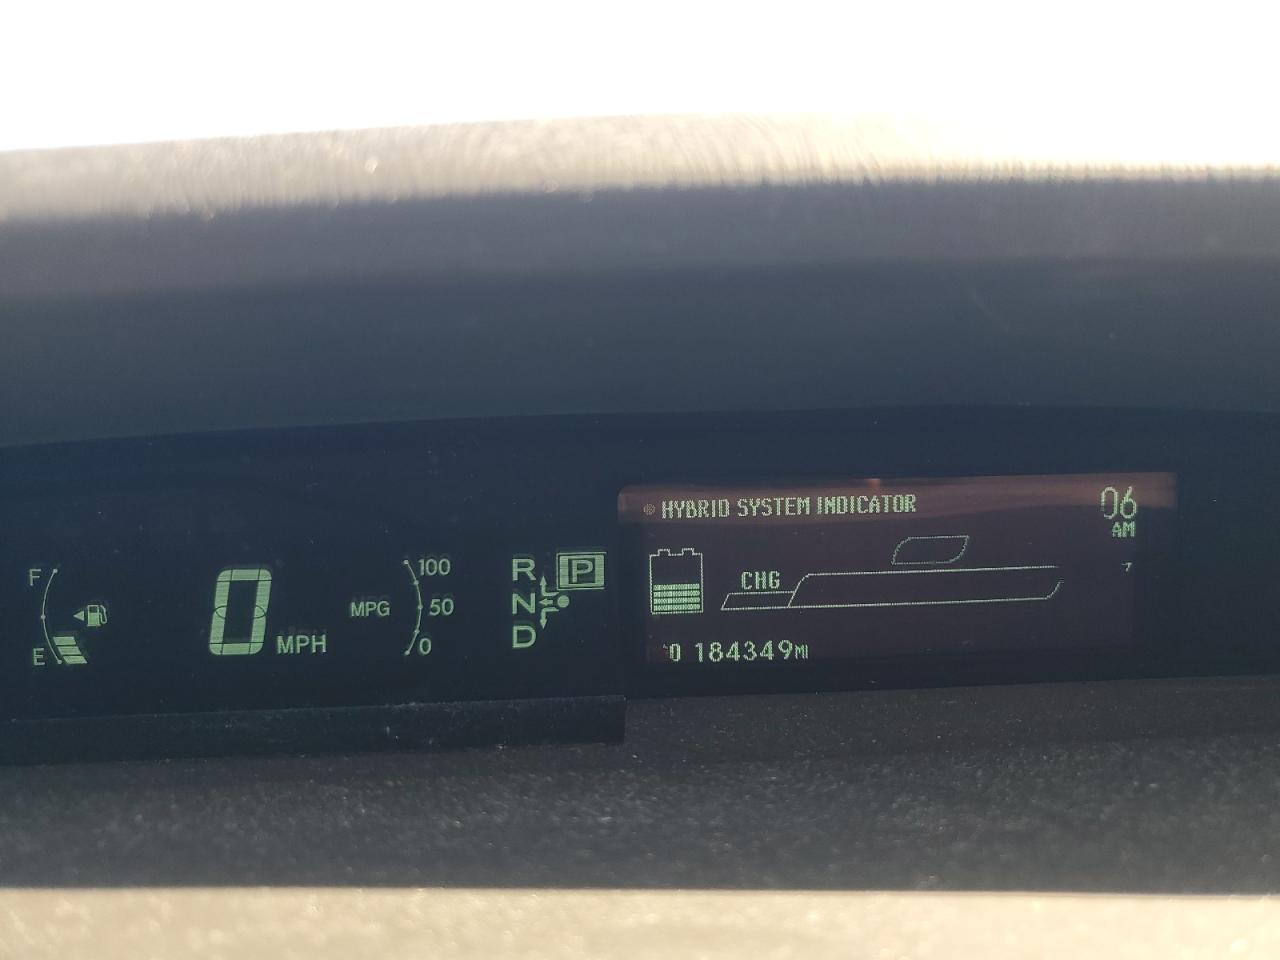 HYBRID SYSTEM INDICATOR
06
AM
F
E
0 MPH
MPG
100
50
0
R P
N
D
CHG
184349MI